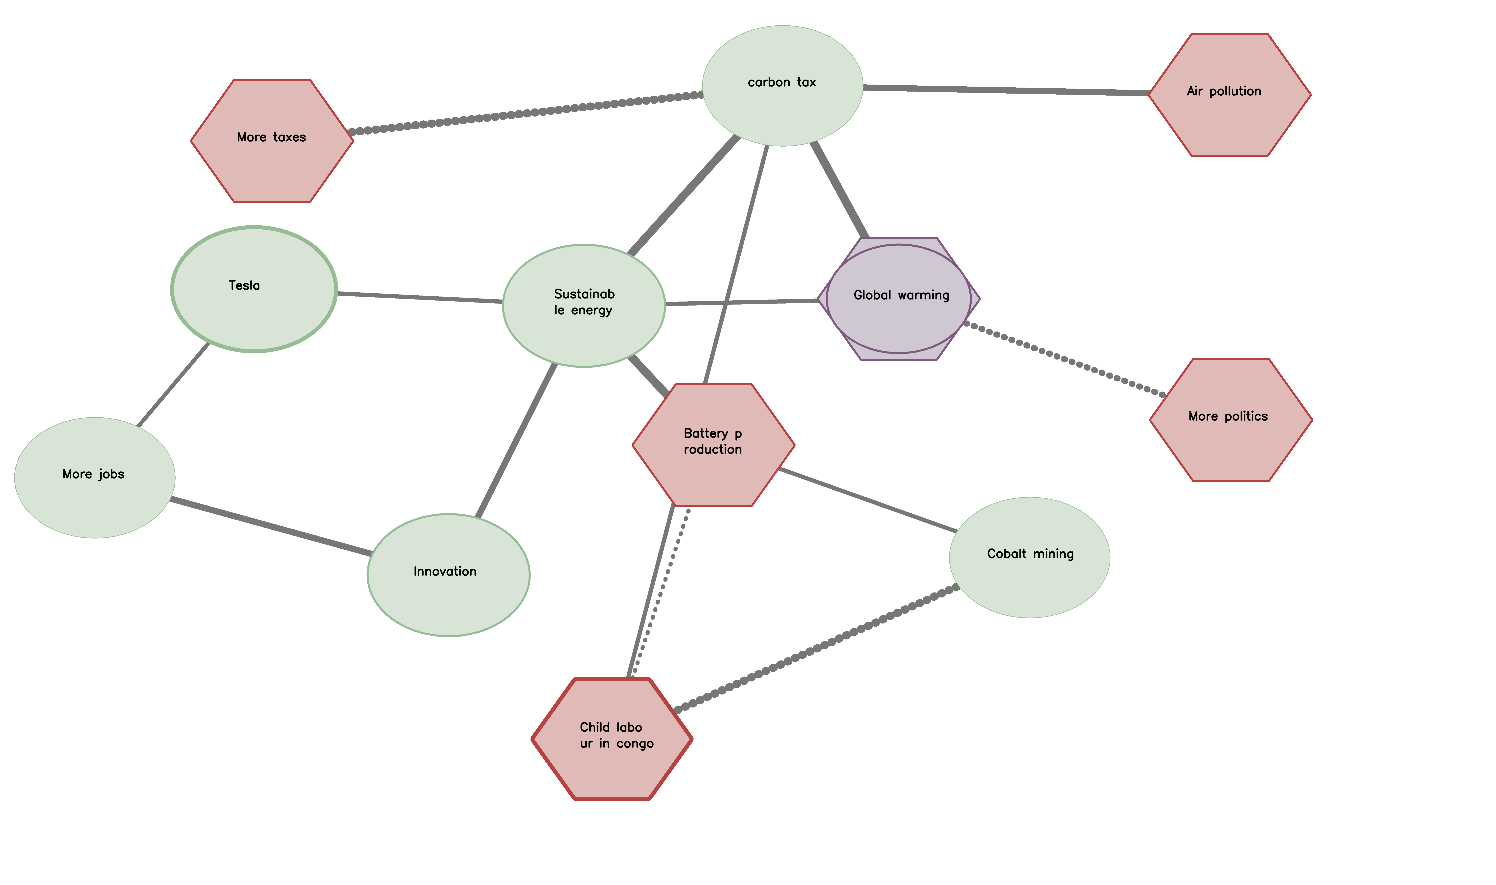 carbon tax
Air pollution
More taxes
Tesla
Sustainab
le energy
Global warming
More politics
Battery p
roduction
More jobs
Cobalt mining
Innovation
Child labo
ur in congo